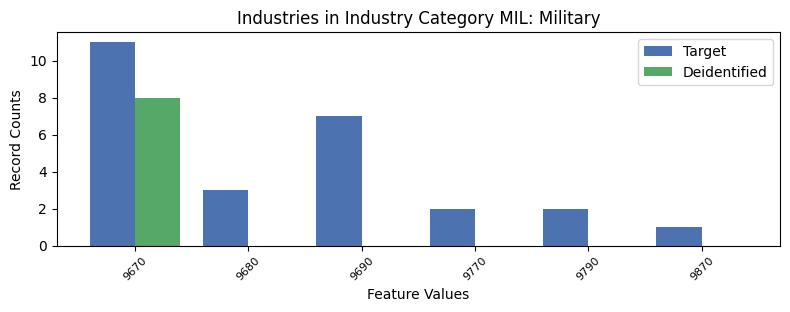 Industries in Industry Category MIL: Military
Target
Deidentified
Record Counts
10
8
6
4
2
0
9670
9680
9690
9770
9790
9870
Feature Values